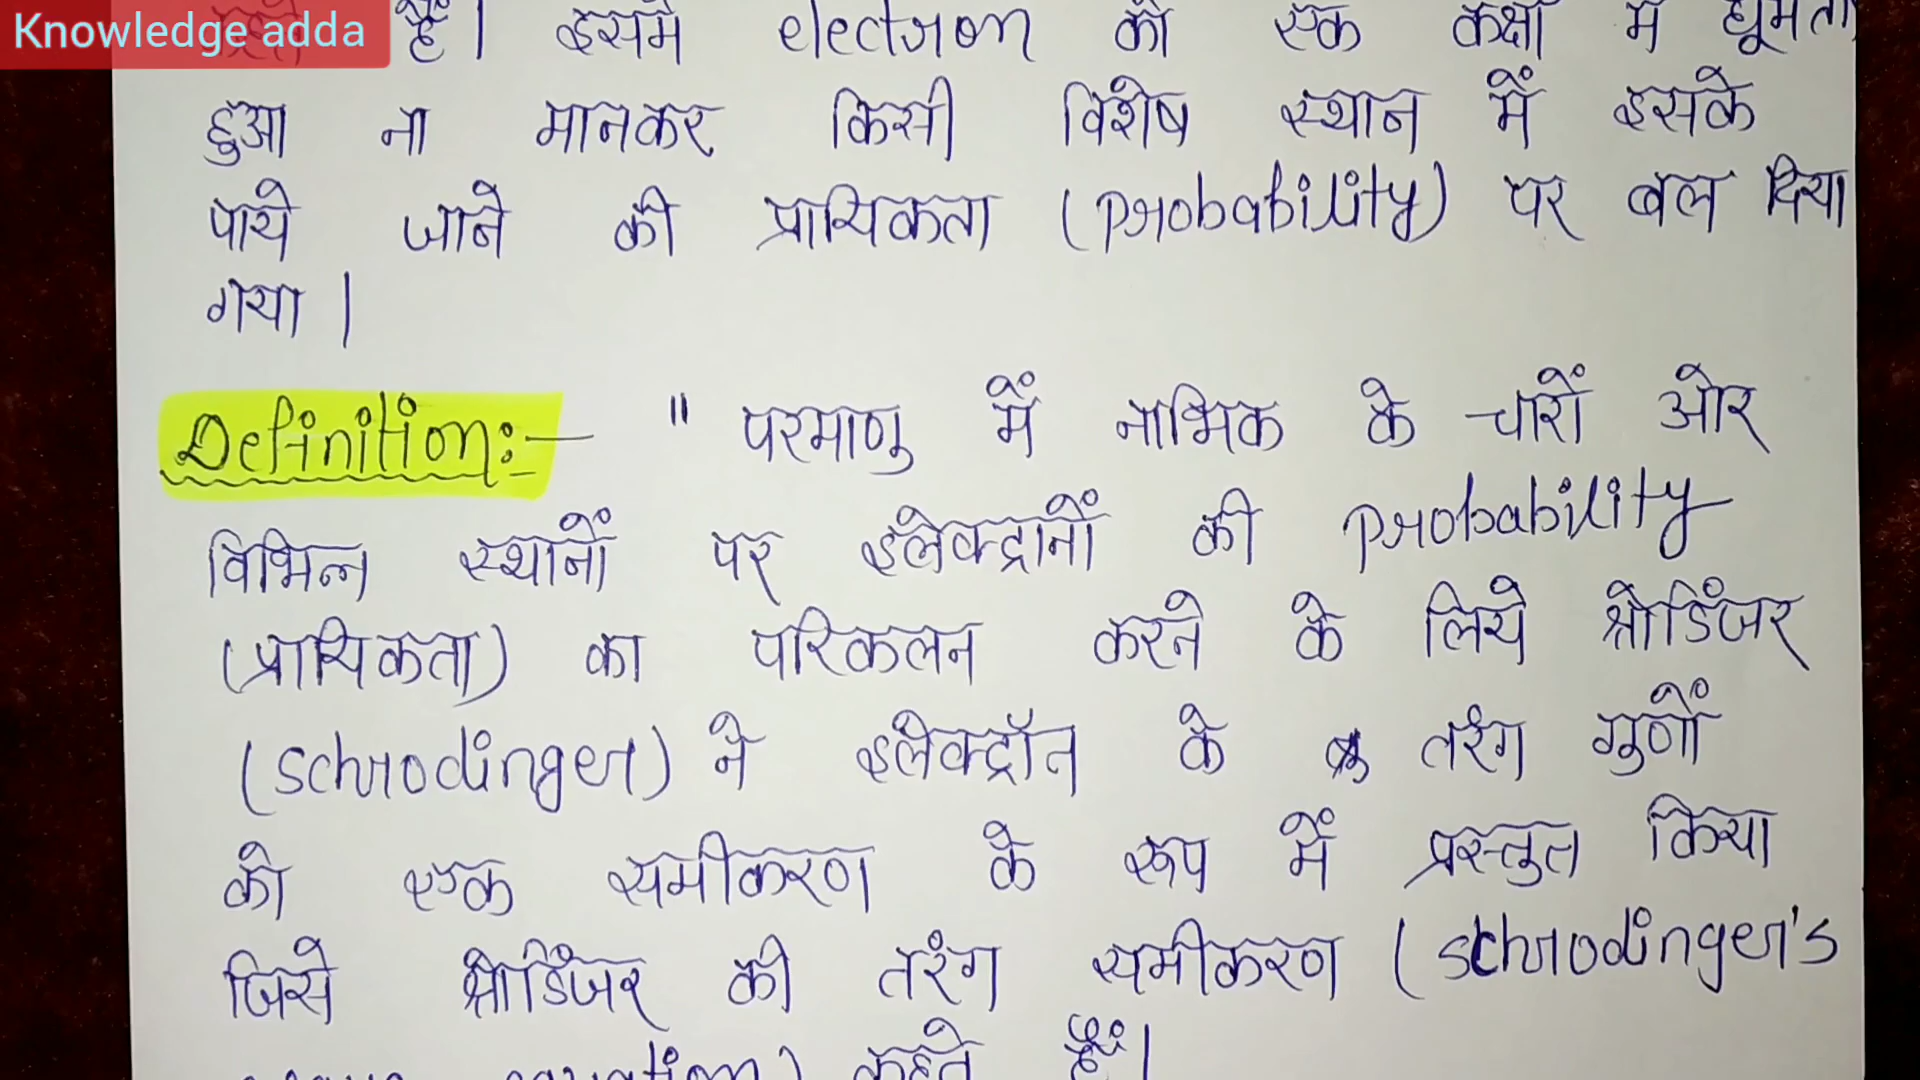 Knowledge adda
हैं। इसमें electron को एक कक्षा में घूमता
हुआ ना मानकर किसी विशेष स्थान में इसके
पाये जाने की प्रायिकता (Probability) पर बल दिया
गया।
Definition:— " परमाणु में नाभिक के चारों ओर
विभिन्न स्थानों पर इलेक्ट्रानों की Probability
(प्रायिकता) का परिकलन करने के लिये श्रोडिंजर
(Schrodinger) ने इलेक्ट्रॉन के तरंग गुणों
को एक समीकरण के रूप में प्रस्तुत किया
जिसे श्रोडिंजर की तरंग समीकरण (Schrodinger's
equation) कहते हैं।